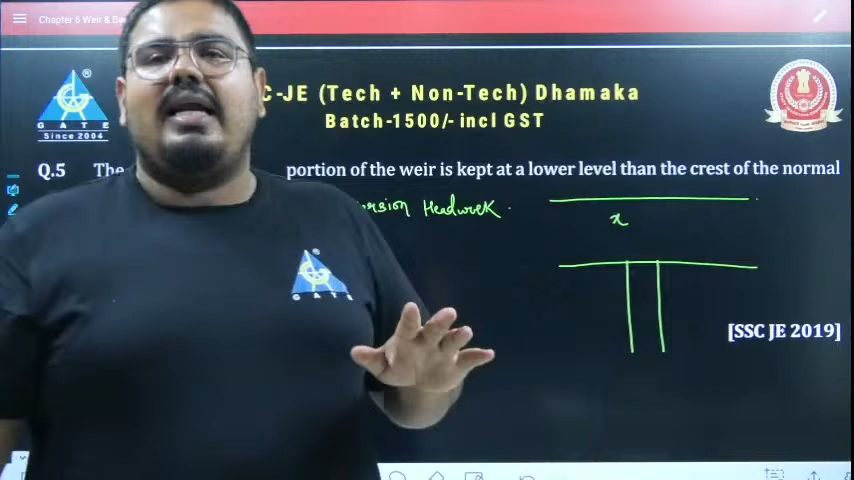 Chapter 6 Weir &
C-JE (Tech + Non-Tech) Dhamaka
Batch-1500/- incl GST
GATE
Since 2004
Q.5 The portion of the weir is kept at a lower level than the crest of the normal
ersion Headwork.
x
GATE
[SSC JE 2019]